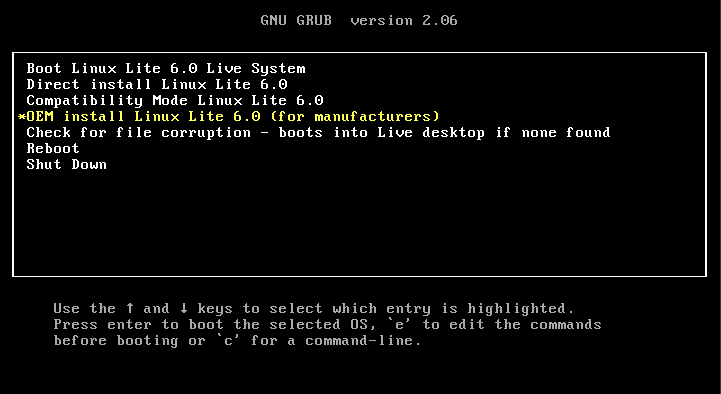 GNU GRUB  version 2.06
Boot Linux Lite 6.0 Live System
Direct install Linux Lite 6.0
Compatibility Mode Linux Lite 6.0
*OEM install Linux Lite 6.0 (for manufacturers)
Check for file corruption - boots into Live desktop if none found
Reboot
Shut Down
Use the ↑ and ↓ keys to select which entry is highlighted.
Press enter to boot the selected OS, `e' to edit the commands
before booting or `c' for a command-line.